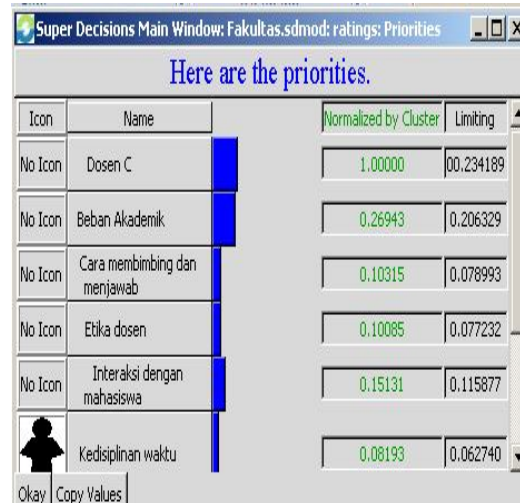 Super Decisions Main Window: Fakultas.sdmod: ratings: Priorities
Here are the priorities.
Icon Name Normalized by Cluster Limiting
No Icon Dosen C 1.00000 00.234189
No Icon Beban Akademik 0.26943 0.206329
No Icon Cara membimbing dan
menjawab 0.10315 0.078993
No Icon Etika dosen 0.10085 0.077232
No Icon Interaksi dengan
mahasiswa 0.15131 0.115877
Kedisiplinan waktu 0.08193 0.062740
Okay Copy Values